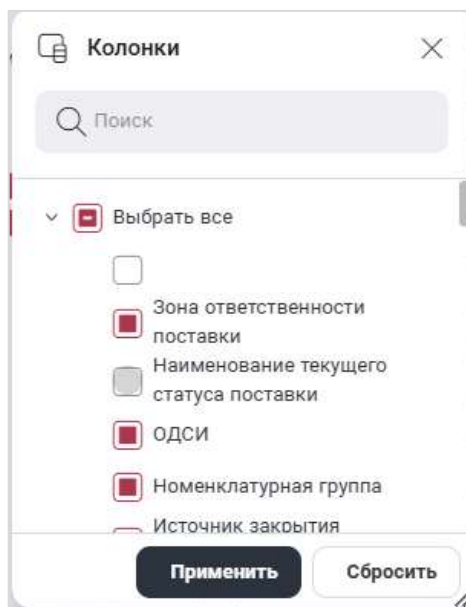 Колонки
Поиск
Выбрать все
Зона ответственности
поставки
Наименование текущего
статуса поставки
ОДСИ
Номенклатурная группа
Источник закрытия
Применить
Сбросить